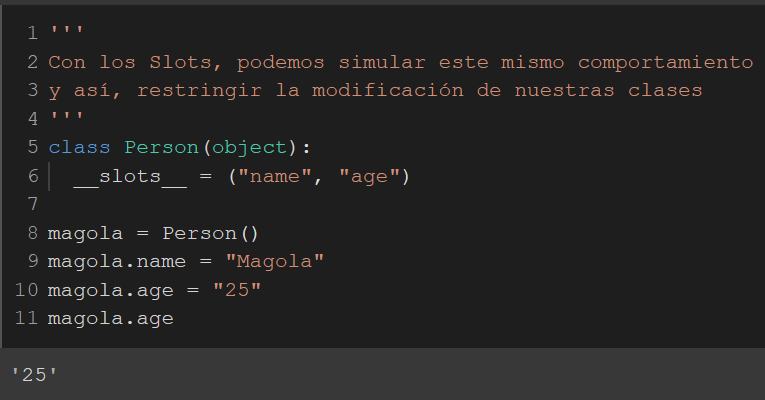 1 '''
2 Con los Slots, podemos simular este mismo comportamiento
3 y así, restringir la modificación de nuestras clases
4 '''
5 class Person(object):
6   __slots__ = ("name", "age")
7
8 magola = Person()
9 magola.name = "Magola"
10 magola.age = "25"
11 magola.age
'25'